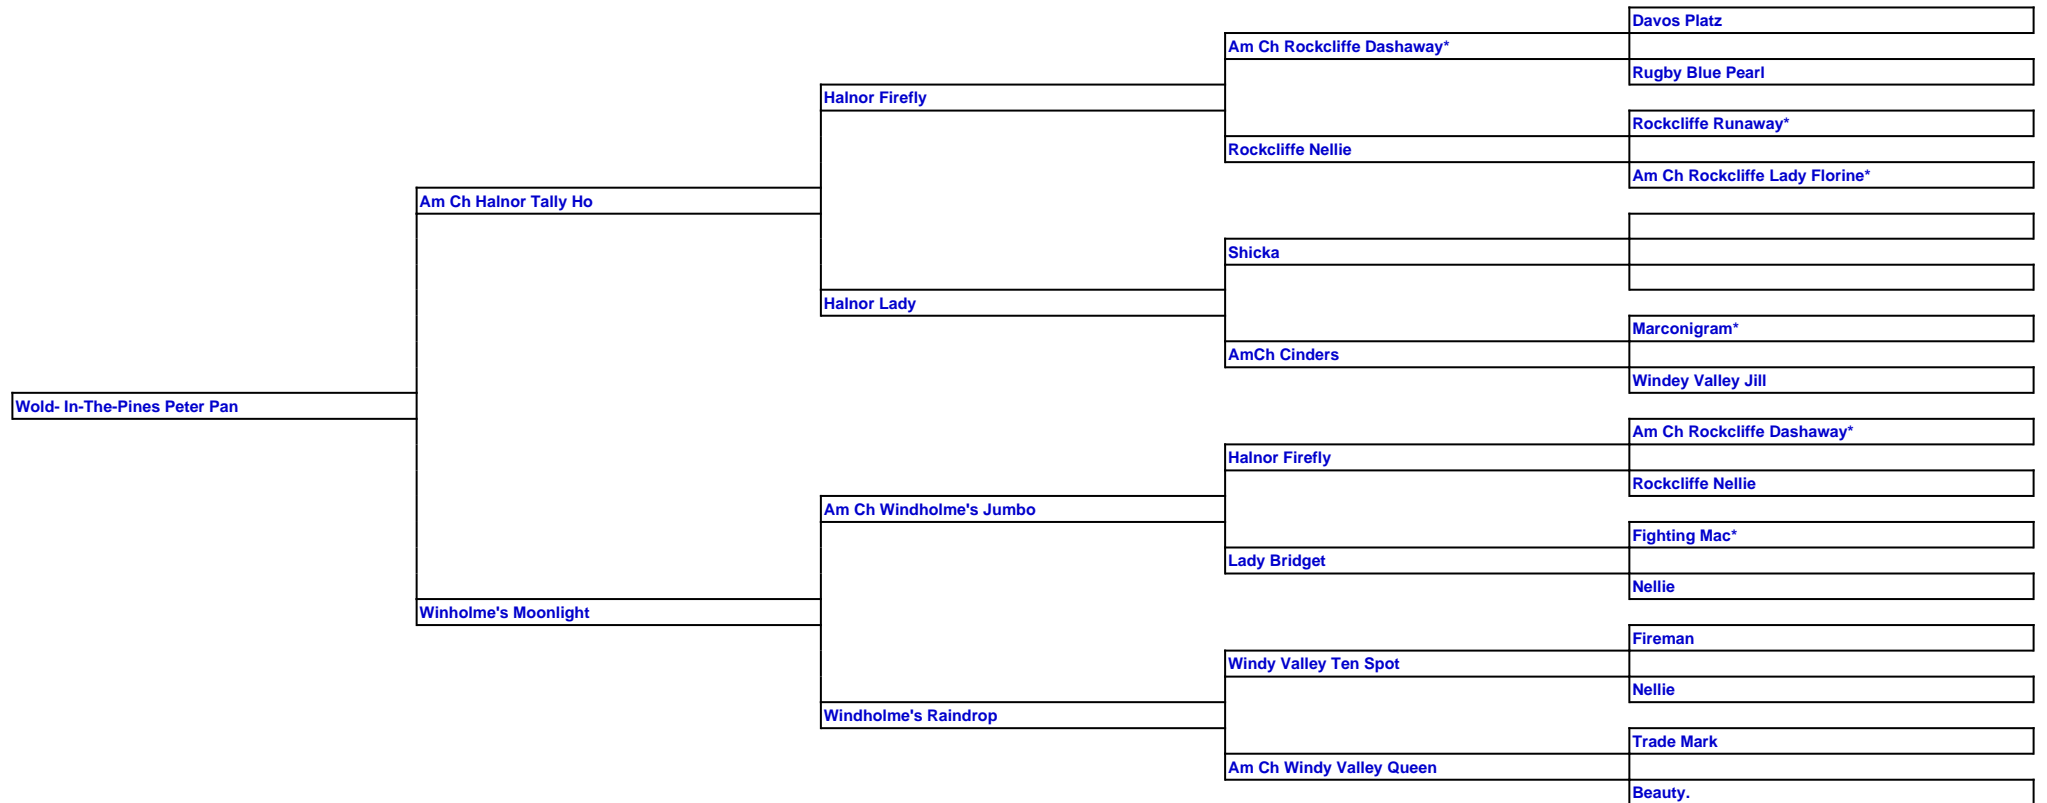 Davos Platz
Am Ch Rockcliffe Dashaway*
Rugby Blue Pearl
Halnor Firefly
Rockcliffe Runaway*
Rockcliffe Nellie
Am Ch Rockcliffe Lady Florine*
Am Ch Halnor Tally Ho
Shicka
Halnor Lady
Marconigram*
AmCh Cinders
Windey Valley Jill
Wold- In-The-Pines Peter Pan
Am Ch Rockcliffe Dashaway*
Halnor Firefly
Rockcliffe Nellie
Am Ch Windholme's Jumbo
Fighting Mac*
Lady Bridget
Nellie
Winholme's Moonlight
Fireman
Windy Valley Ten Spot
Nellie
Windholme's Raindrop
Trade Mark
Am Ch Windy Valley Queen
Beauty.